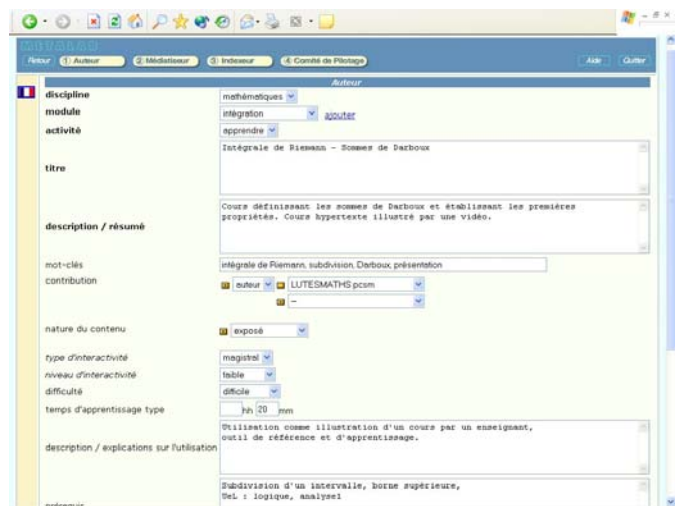 METALAB
Retour 1 Auteur 2 Médiatiseur 3 Indexeur 4 Comité de Pilotage Aide Quitter
Auteur
discipline mathématiques
module intégration ajouter
activité apprendre
titre Intégrale de Riemann - Sommes de Darboux
description / résumé Cours définissant les sommes de Darboux et établissant les premières
propriétés. Cours hypertexte illustré par une vidéo.
mot-clés intégrale de Riemann, subdivision, Darboux, présentation
contribution auteur LUTESMATHS pcsm
--
nature du contenu exposé
type d'interactivité magistral
niveau d'interactivité faible
difficulté difficile
temps d'apprentissage type hh 20 mm
description / explications sur l'utilisation Utilisation comme illustration d'un cours par un enseignant,
outil de référence et d'apprentissage.
prérequis Subdivision d'un intervalle, borne supérieure,
UeL : logique, analyse1